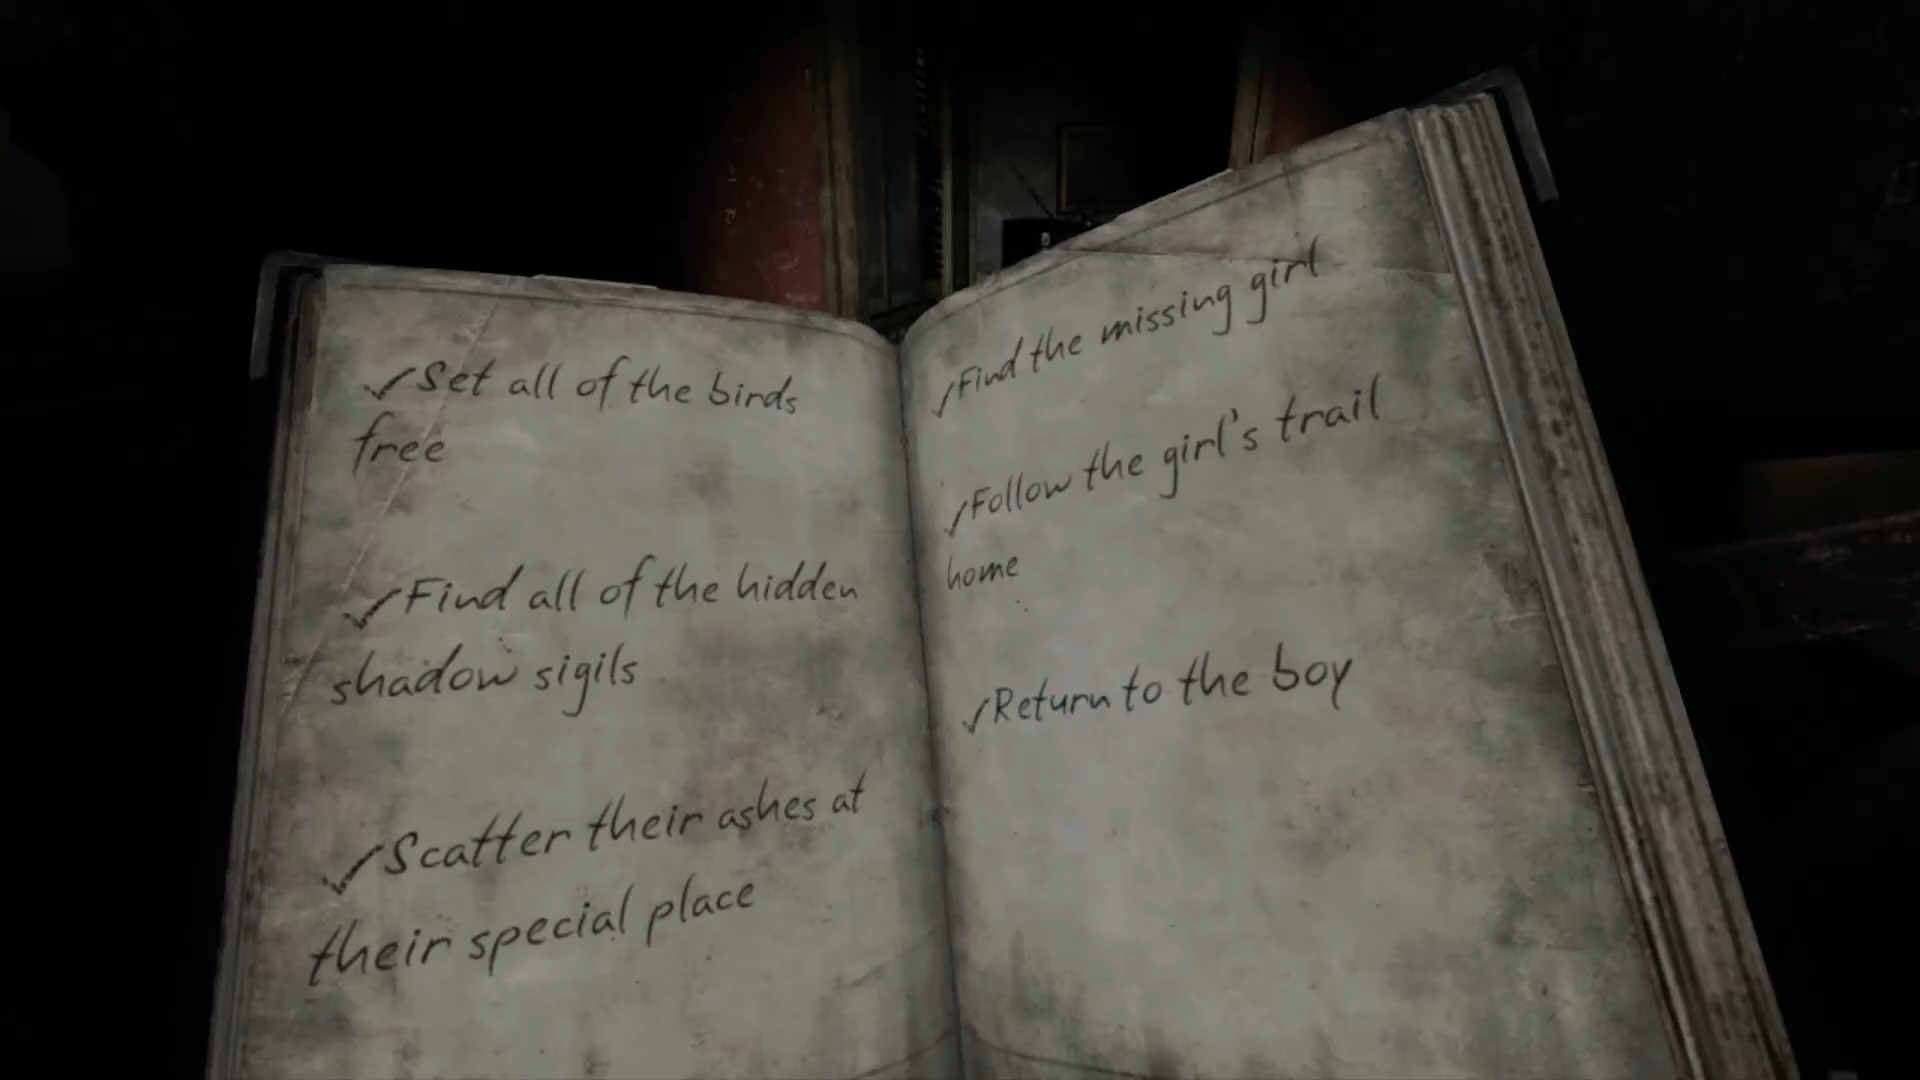 ✓Set all of the birds
free
✓Find all of the hidden
shadow sigils
✓Scatter their ashes at
their special place
✓Find the missing girl
✓Follow the girl's trail
home
✓Return to the boy